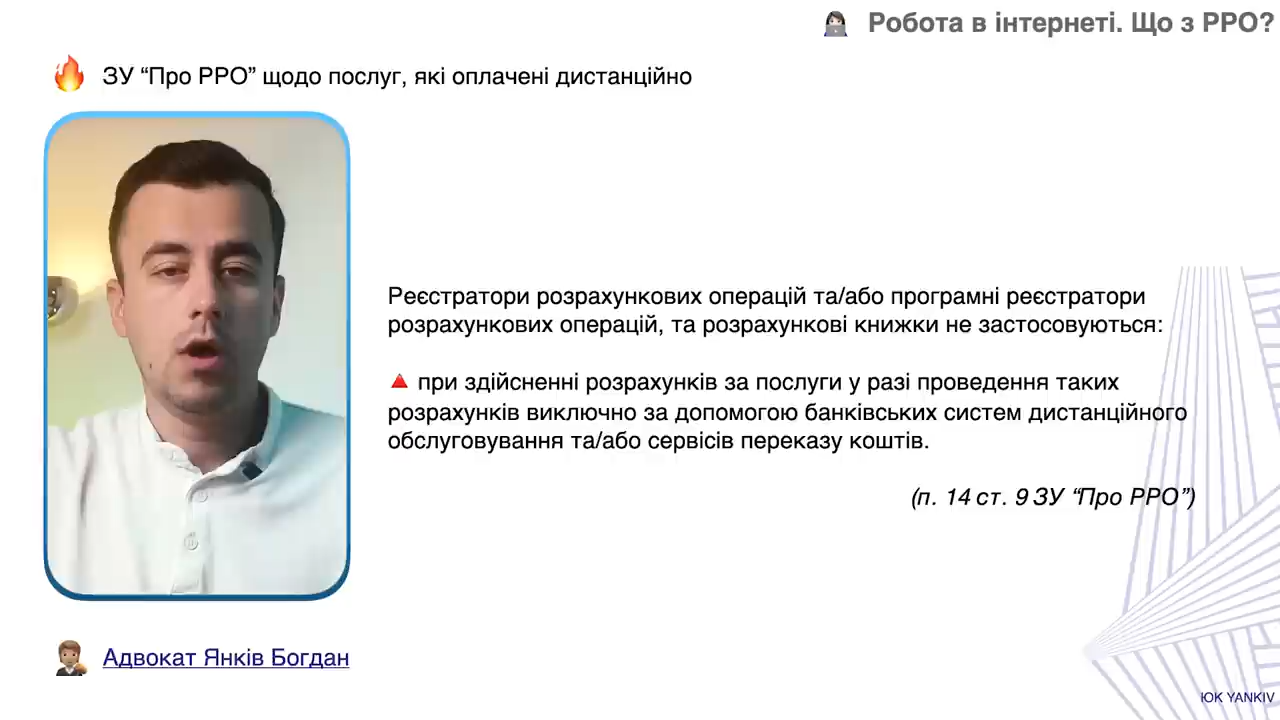 Робота в інтернеті. Що з РРО?
ЗУ “Про РРО” щодо послуг, які оплачені дистанційно
Реєстратори розрахункових операцій та/або програмні реєстратори
розрахункових операцій, та розрахункові книжки не застосовуються:
при здійсненні розрахунків за послуги у разі проведення таких
розрахунків виключно за допомогою банківських систем дистанційного
обслуговування та/або сервісів переказу коштів.
(п. 14 ст. 9 ЗУ “Про РРО”)
Адвокат Янків Богдан
ЮК YANKIV